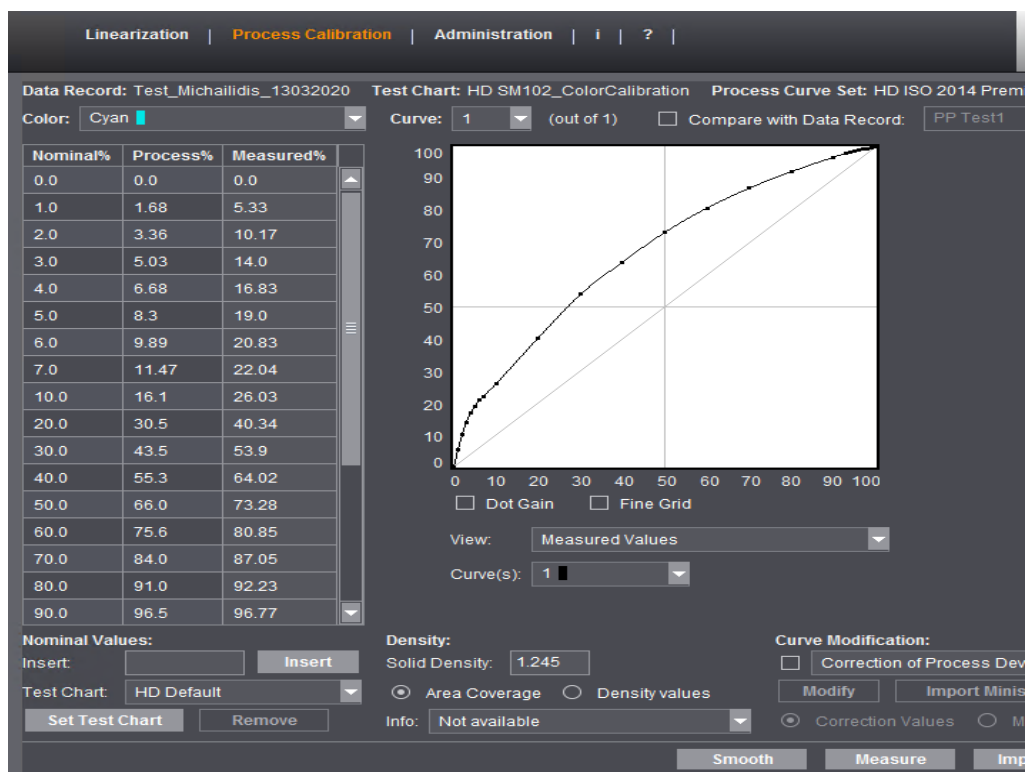 Linearization | Process Calibration | Administration | i | ? |
Data Record: Test_Michailidis_13032020 Test Chart: HD SM102_ColorCalibration Process Curve Set: HD ISO 2014 Premi
Color: Cyan Curve: 1 (out of 1) Compare with Data Record: PP Test1
Nominal% Process% Measured%
0.0 0.0 0.0
1.0 1.68 5.33
2.0 3.36 10.17
3.0 5.03 14.0
4.0 6.68 16.83
5.0 8.3 19.0
6.0 9.89 20.83
7.0 11.47 22.04
10.0 16.1 26.03
20.0 30.5 40.34
30.0 43.5 53.9
40.0 55.3 64.02
50.0 66.0 73.28
60.0 75.6 80.85
70.0 84.0 87.05
80.0 91.0 92.23
90.0 96.5 96.77
100
90
80
70
60
50
40
30
20
10
0
0 10 20 30 40 50 60 70 80 90 100
Dot Gain Fine Grid
View: Measured Values
Curve(s): 1
Nominal Values: Density: Curve Modification:
Insert: Insert Solid Density: 1.245 Correction of Process Dev
Test Chart: HD Default Area Coverage Density values Modify Import Minis
Set Test Chart Remove Info: Not available Correction Values M
Smooth Measure Imp